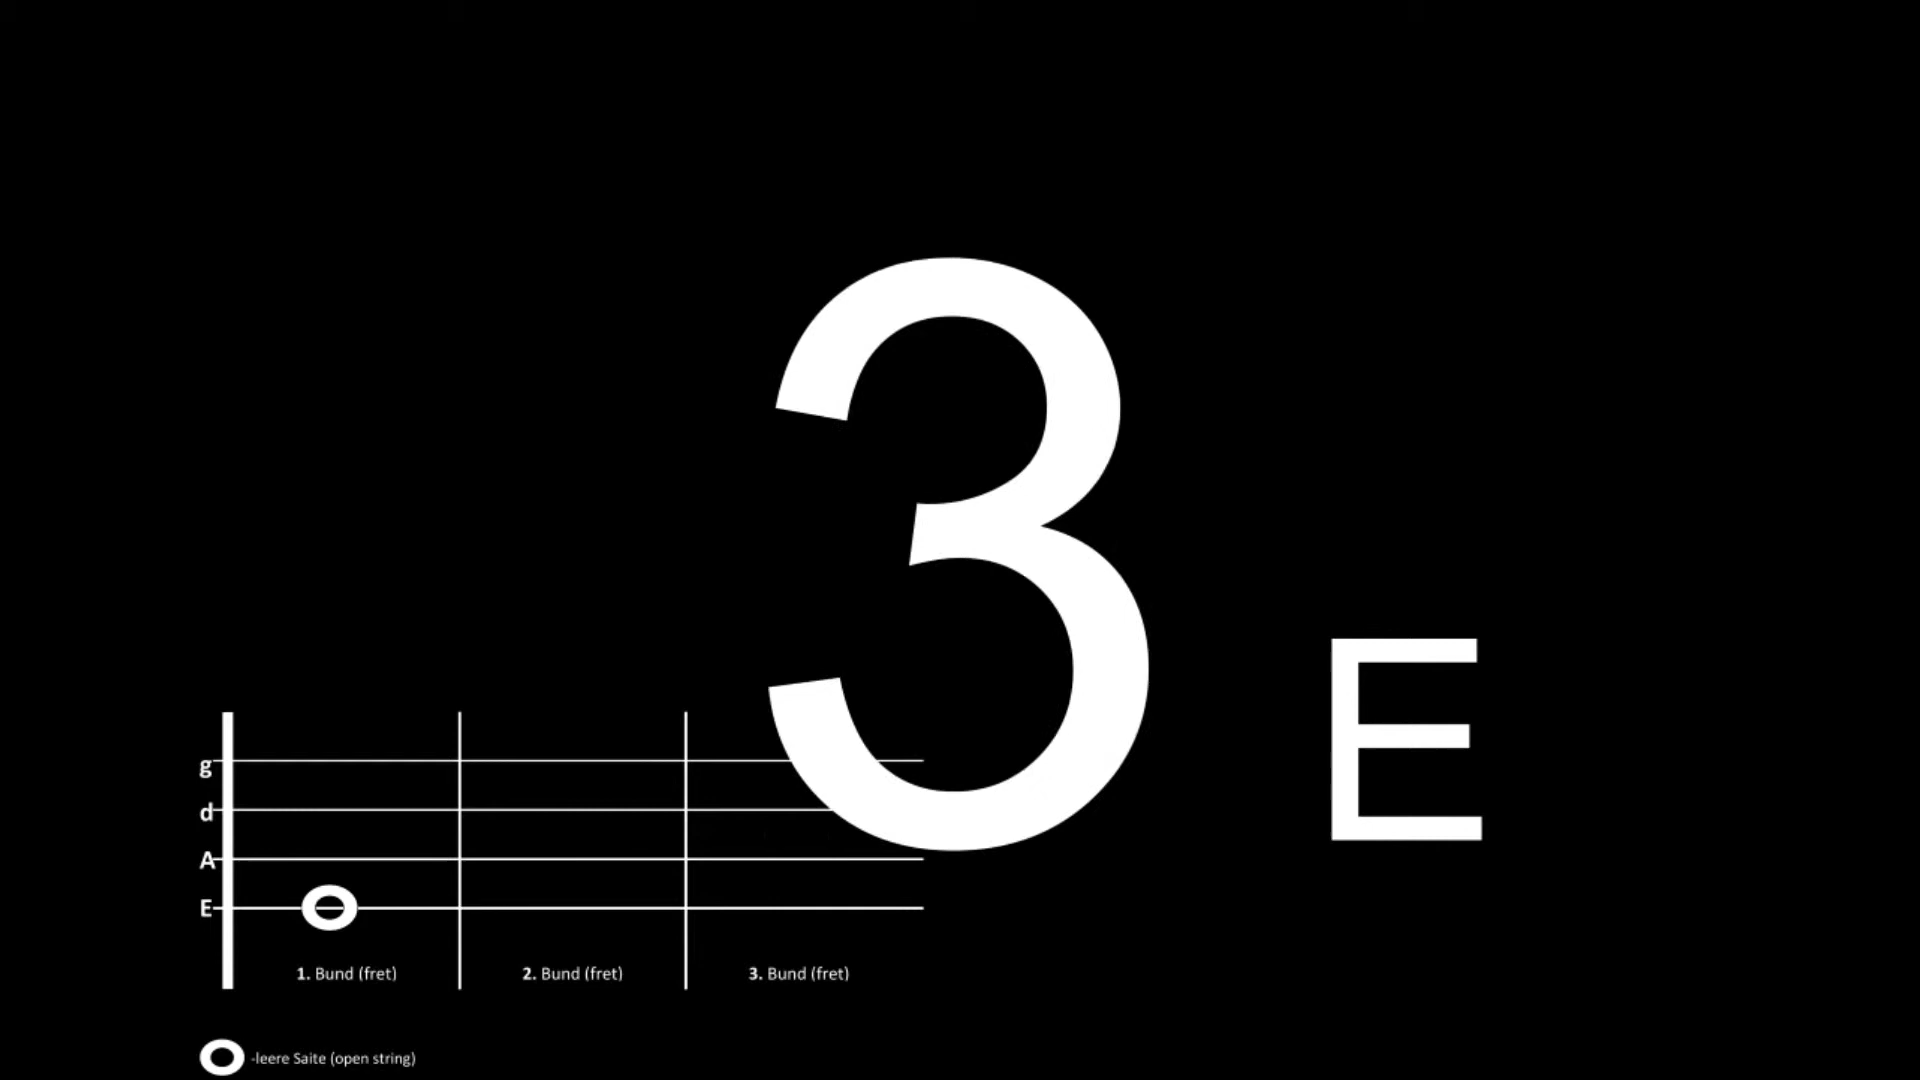 3
E
g
d
A
E
1. Bund (fret) 2. Bund (fret) 3. Bund (fret)
-leere Saite (open string)